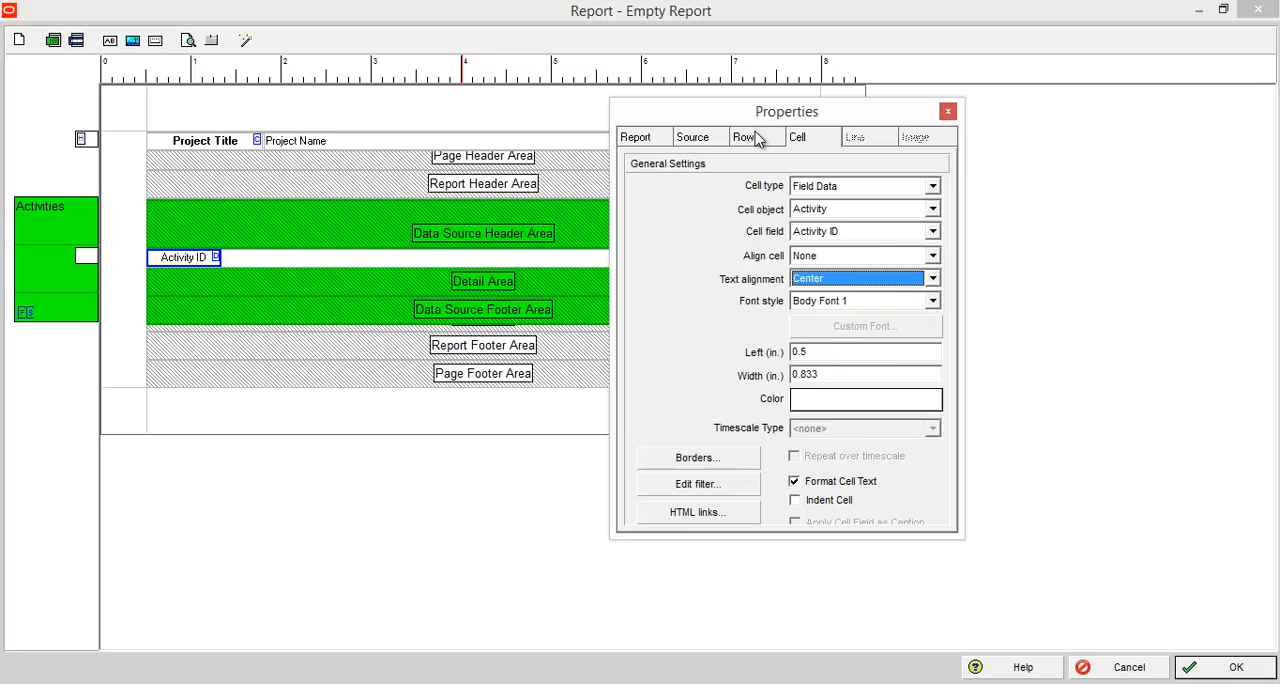 Report - Empty Report
0 1 2 3 4 5 6 7 8
Properties
Report Source Row Cell Line Image
General Settings
Cell type Field Data
Cell object Activity
Cell field Activity ID
Align cell None
Text alignment Center
Font style Body Font 1
Custom Font...
Left (in.) 0.5
Width (in.) 0.833
Color
Timescale Type <none>
Borders... Repeat over timescale
Edit filter... Format Cell Text
HTML links... Indent Cell
Apply Cell Field as Caption
H Project Title C Project Name
Page Header Area
Report Header Area
Activities
Data Source Header Area
Activity ID D
Detail Area
Data Source Footer Area
F S
Report Footer Area
Page Footer Area
Help Cancel OK